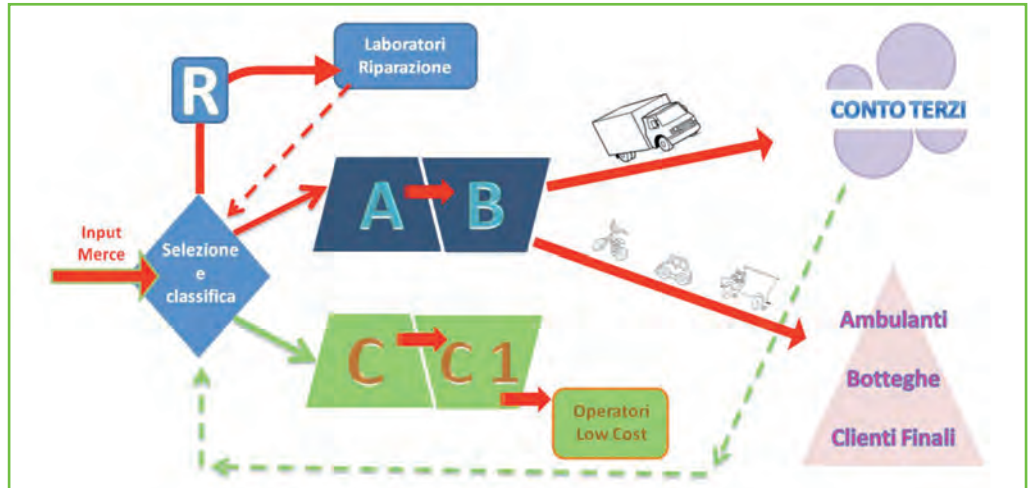 Laboratori
Riparazione
R
CONTO TERZI
A
B
Input
Merce
Selezione
e
classifica
C
C 1
Operatori
Low Cost
Ambulanti
Botteghe
Clienti Finali